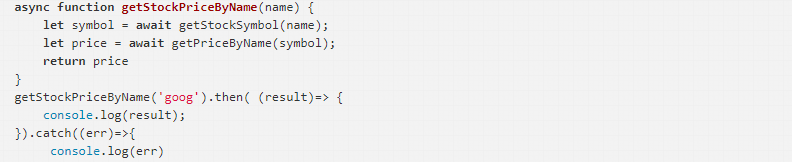 async function getStockPriceByName(name) {
    let symbol = await getStockSymbol(name);
    let price = await getPriceByName(symbol);
    return price
}
getStockPriceByName('goog').then( (result)=> {
    console.log(result);
}).catch((err)=>{
     console.log(err)